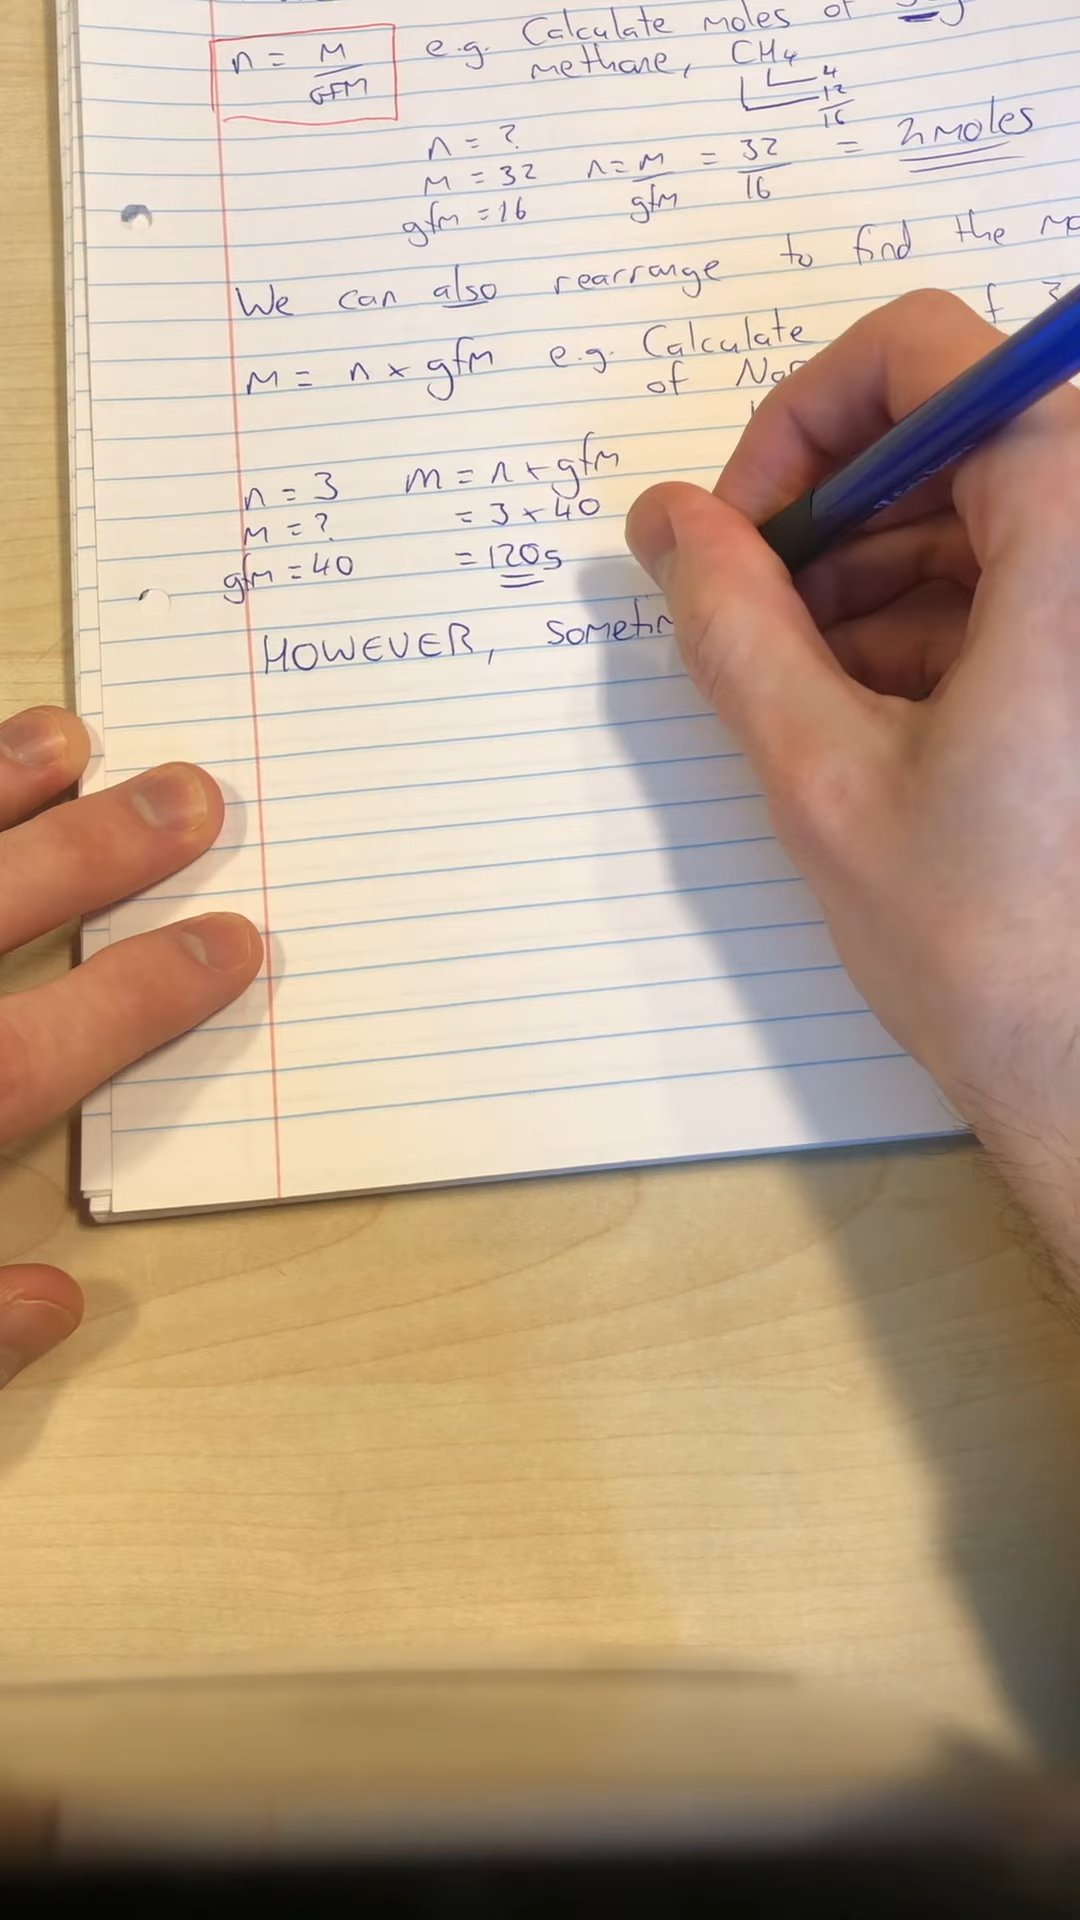 n = M/GFM e.g. Calculate moles of
methane, CH4
4
12
16
n = ?
M = 32 n = M/gfm = 32/16 = 2 moles
gfm = 16
We can also rearrange to find the
M = n x gfm e.g. Calculate
of
n = 3 m = n x gfm
M = ? = 3 x 40
gfm = 40 = 120g
HOWEVER,